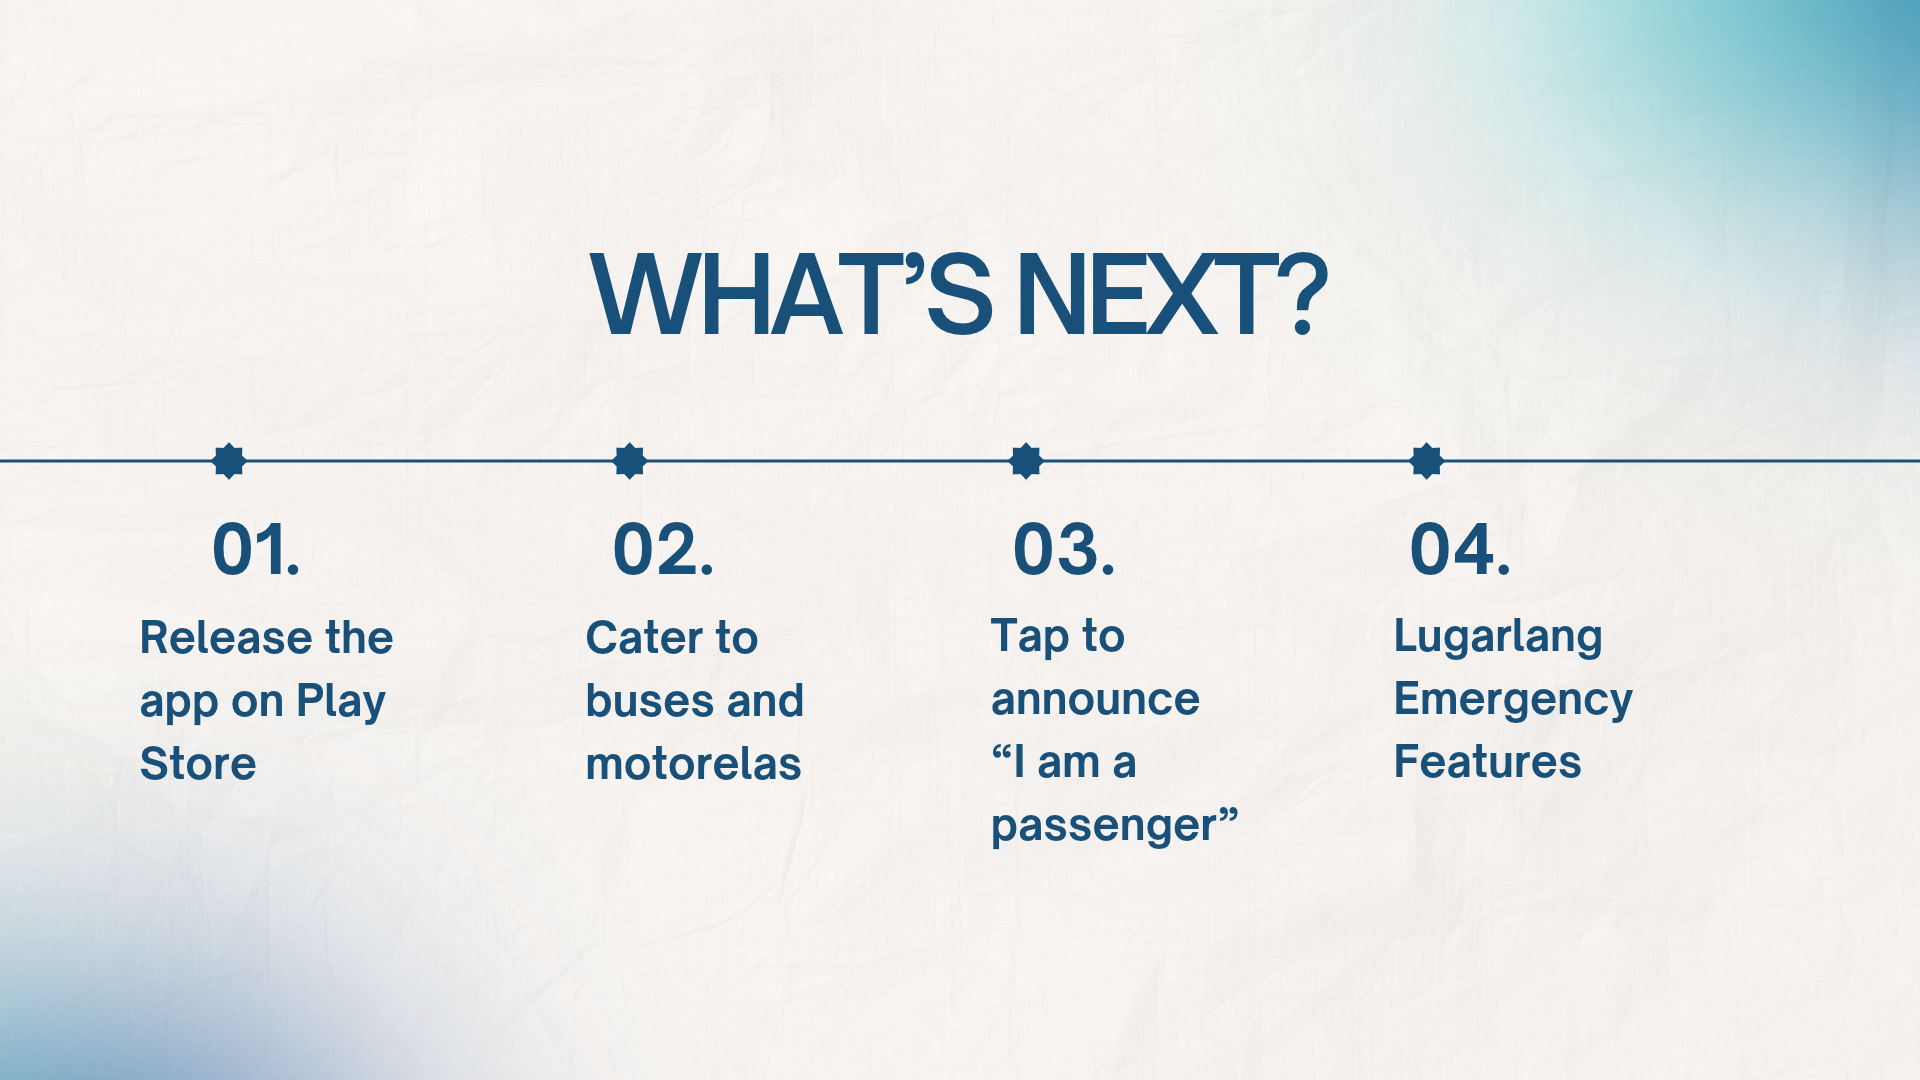 WHAT’S NEXT?
01.
Release the
app on Play
Store
02.
Cater to
buses and
motorelas
03.
Tap to
announce
“I am a
passenger”
04.
Lugarlang
Emergency
Features